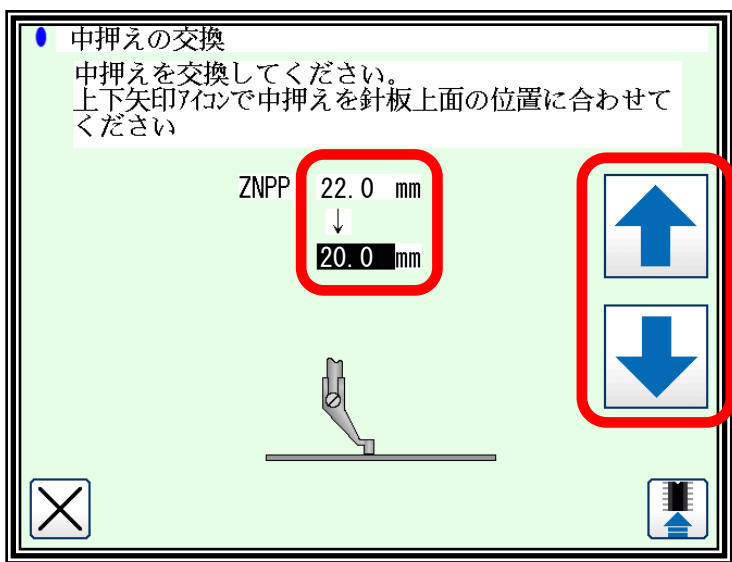 中押えの交換
中押えを交換してください。
上下矢印ｱｲｺﾝで中押えを針板上面の位置に合わせて
ください
ZNPP 22.0 mm
↓
20.0 mm